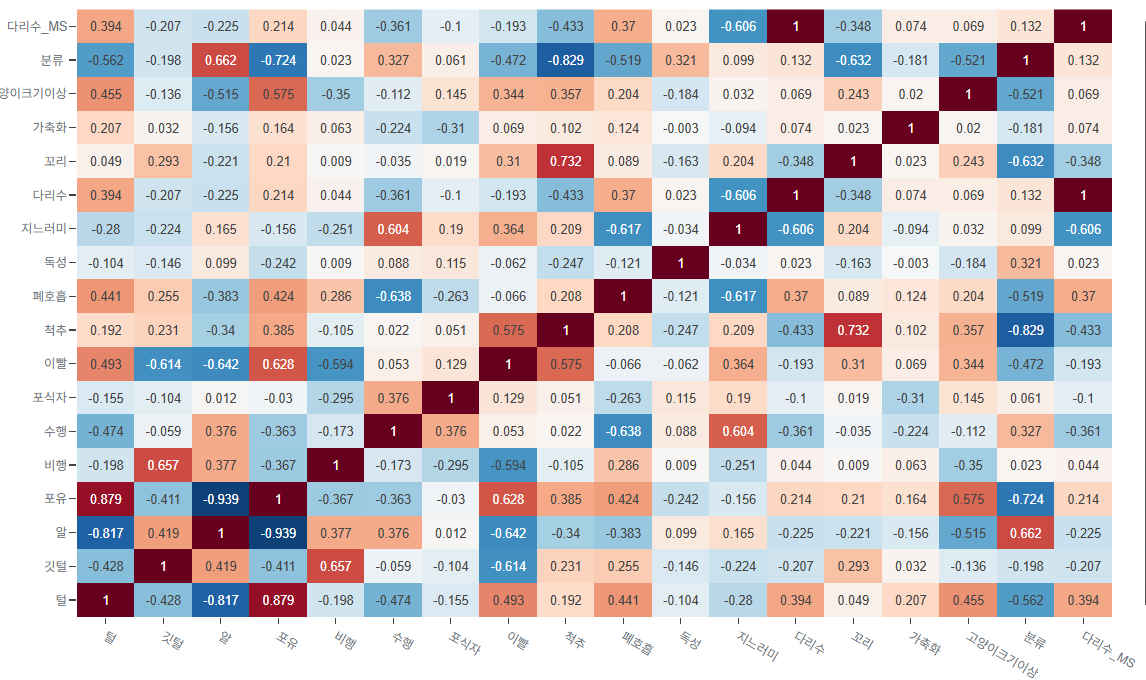 다리수_MS 0.394 -0.207 -0.225 0.214 0.044 -0.361 -0.1 -0.193 -0.433 0.37 0.023 -0.606 1 -0.348 0.074 0.069 0.132 1
분류 -0.562 -0.198 0.662 -0.724 0.023 0.327 0.061 -0.472 -0.829 -0.519 0.321 0.099 0.132 -0.632 -0.181 -0.521 1 0.132
양이크기이상 0.455 -0.136 -0.515 0.575 -0.35 -0.112 0.145 0.344 0.357 0.204 -0.184 0.032 0.069 0.243 0.02 1 -0.521 0.069
가축화 0.207 0.032 -0.156 0.164 0.063 -0.224 -0.31 0.069 0.102 0.124 -0.003 -0.094 0.074 0.023 1 0.02 -0.181 0.074
꼬리 0.049 0.293 -0.221 0.21 0.009 -0.035 0.019 0.31 0.732 0.089 -0.163 0.204 -0.348 1 0.023 0.243 -0.632 -0.348
다리수 0.394 -0.207 -0.225 0.214 0.044 -0.361 -0.1 -0.193 -0.433 0.37 0.023 -0.606 1 -0.348 0.074 0.069 0.132 1
지느러미 -0.28 -0.224 0.165 -0.156 -0.251 0.604 0.19 0.364 0.209 -0.617 -0.034 1 -0.606 0.204 -0.094 0.032 0.099 -0.606
독성 -0.104 -0.146 0.099 -0.242 0.009 0.088 0.115 -0.062 -0.247 -0.121 1 -0.034 0.023 -0.163 -0.003 -0.184 0.321 0.023
폐호흡 0.441 0.255 -0.383 0.424 0.286 -0.638 -0.263 -0.066 0.208 1 -0.121 -0.617 0.37 0.089 0.124 0.204 -0.519 0.37
척추 0.192 0.231 -0.34 0.385 -0.105 0.022 0.051 0.575 1 0.208 -0.247 0.209 -0.433 0.732 0.102 0.357 -0.829 -0.433
이빨 0.493 -0.614 -0.642 0.628 -0.594 0.053 0.129 1 0.575 -0.066 -0.062 0.364 -0.193 0.31 0.069 0.344 -0.472 -0.193
포식자 -0.155 -0.104 0.012 -0.03 -0.295 0.376 1 0.129 0.051 -0.263 0.115 0.19 -0.1 0.019 -0.31 0.145 0.061 -0.1
수행 -0.474 -0.059 0.376 -0.363 -0.173 1 0.376 0.053 0.022 -0.638 0.088 0.604 -0.361 -0.035 -0.224 -0.112 0.327 -0.361
비행 -0.198 0.657 0.377 -0.367 1 -0.173 -0.295 -0.594 -0.105 0.286 0.009 -0.251 0.044 0.009 0.063 -0.35 0.023 0.044
포유 0.879 -0.411 -0.939 1 -0.367 -0.363 -0.03 0.628 0.385 0.424 -0.242 -0.156 0.214 0.21 0.164 0.575 -0.724 0.214
알 -0.817 0.419 1 -0.939 0.377 0.376 0.012 -0.642 -0.34 -0.383 0.099 0.165 -0.225 -0.221 -0.156 -0.515 0.662 -0.225
깃털 -0.428 1 0.419 -0.411 0.657 -0.059 -0.104 -0.614 0.231 0.255 -0.146 -0.224 -0.207 0.293 0.032 -0.136 -0.198 -0.207
털 1 -0.428 -0.817 0.879 -0.198 -0.474 -0.155 0.493 0.192 0.441 -0.104 -0.28 0.394 0.049 0.207 0.455 -0.562 0.394
털 깃털 알 포유 비행 수행 포식자 이빨 척추 폐호흡 독성 지느러미 다리수 꼬리 가축화 고양이크기이상 분류 다리수_MS